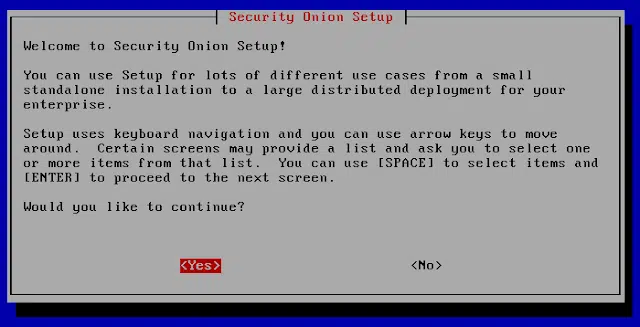 Security Onion Setup
Welcome to Security Onion Setup!
You can use Setup for lots of different use cases from a small
standalone installation to a large distributed deployment for your
enterprise.
Setup uses keyboard navigation and you can use arrow keys to move
around.  Certain screens may provide a list and ask you to select one
or more items from that list.  You can use [SPACE] to select items and
[ENTER] to proceed to the next screen.
Would you like to continue?
<Yes> <No>